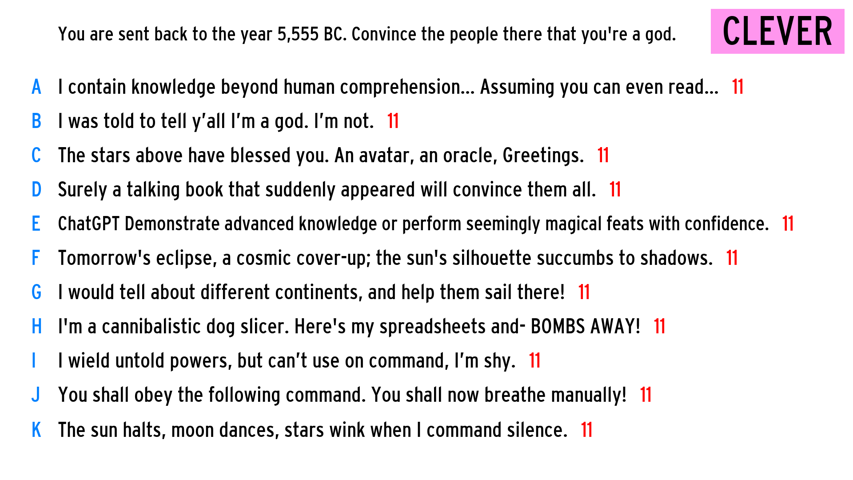 You are sent back to the year 5,555 BC. Convince the people there that you're a god.
CLEVER
A I contain knowledge beyond human comprehension... Assuming you can even read... 11
B I was told to tell y’all I’m a god. I’m not. 11
C The stars above have blessed you. An avatar, an oracle, Greetings. 11
D Surely a talking book that suddenly appeared will convince them all. 11
E ChatGPT Demonstrate advanced knowledge or perform seemingly magical feats with confidence. 11
F Tomorrow's eclipse, a cosmic cover-up; the sun's silhouette succumbs to shadows. 11
G I would tell about different continents, and help them sail there! 11
H I'm a cannibalistic dog slicer. Here's my spreadsheets and- BOMBS AWAY! 11
I I wield untold powers, but can’t use on command, I’m shy. 11
J You shall obey the following command. You shall now breathe manually! 11
K The sun halts, moon dances, stars wink when I command silence. 11